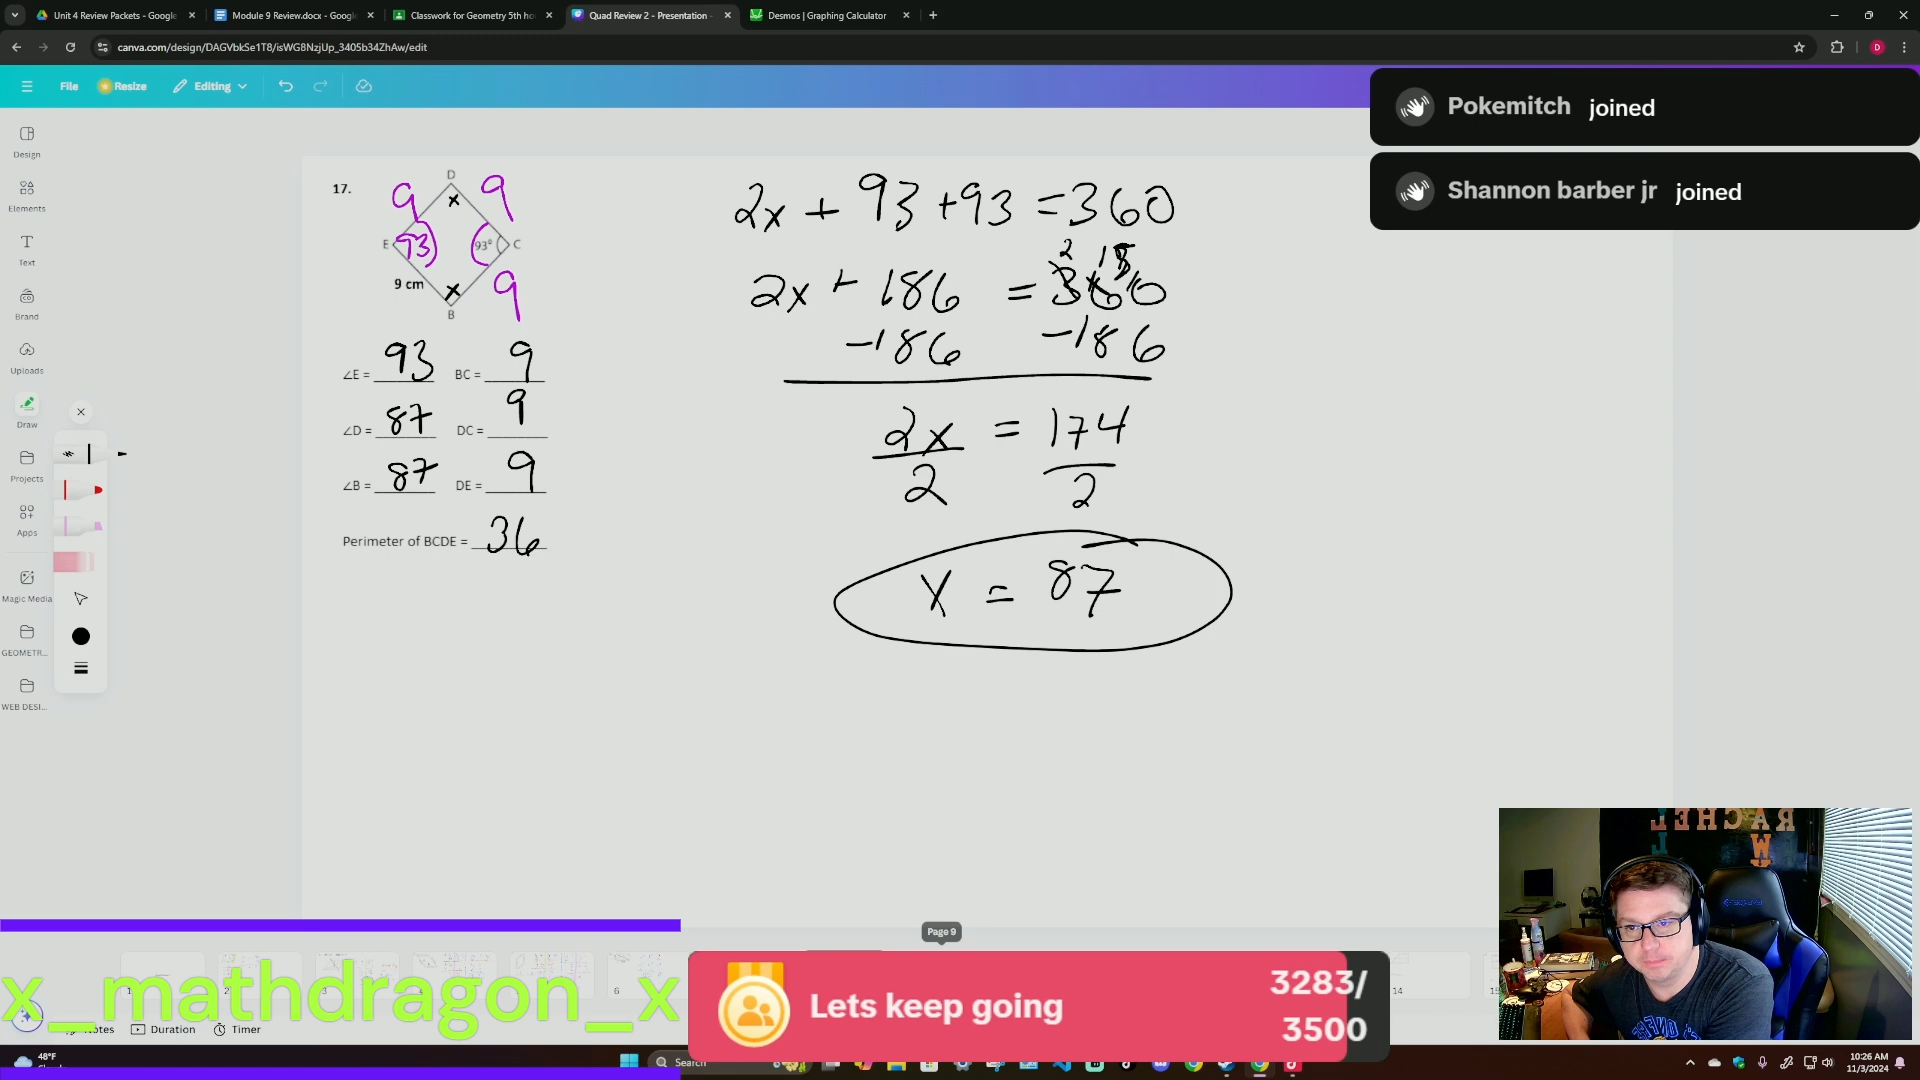 Unit 4 Review Packets - Google
Module 9 Review.docx - Google
Classwork for Geometry 5th ho
Quad Review 2 - Presentation -
Desmos | Graphing Calculator
canva.com/design/DAGVbkSe1T8/isWG8NzjUp_3405b34ZhAw/edit
D
File
Resize
Editing
Pokemitch joined
Shannon barber jr joined
Design
Elements
Text
Brand
Uploads
Draw
Projects
Apps
Magic Media
GEOMETR...
WEB DESI...
17.
D
9
9
x
E
93
93°
C
9 cm
x
9
B
∠E = 93 BC = 9
∠D = 87 DC = 9
∠B = 87 DE = 9
Perimeter of BCDE = 36
2x + 93 + 93 = 360
2x + 186 = 360
-186 -186
2x = 174
2 2
x = 87
RACHEL
Page 9
x_mathdragon_x
Lets keep going
3283/
3500
6
14
Duration
Timer
48°F
Search
10:26 AM
11/3/2024